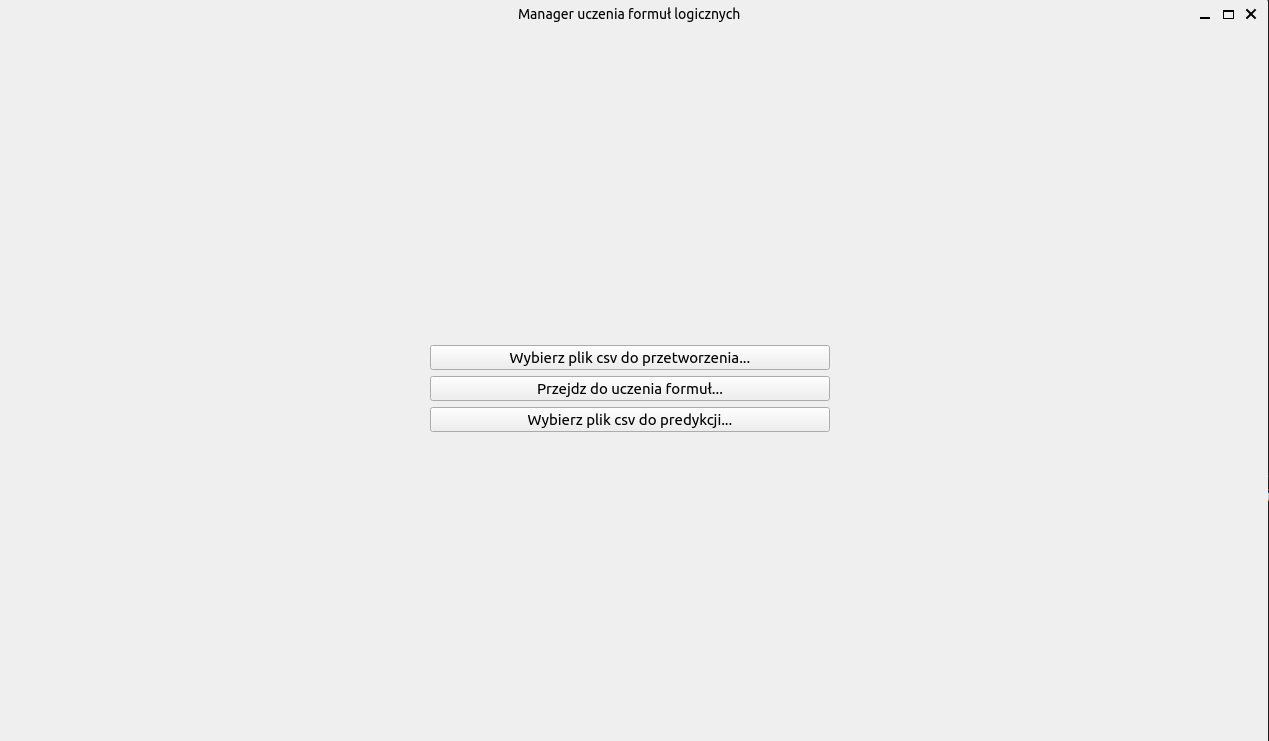 Manager uczenia formuł logicznych
Wybierz plik csv do przetworzenia...
Przejdz do uczenia formuł...
Wybierz plik csv do predykcji...